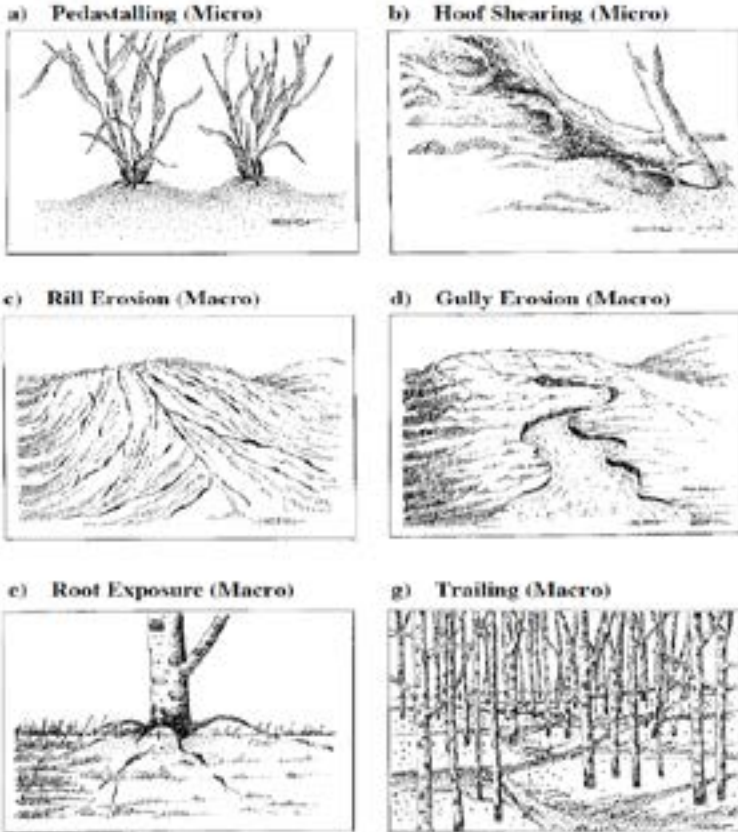 a) Pedastalling (Micro)
b) Hoof Shearing (Micro)
c) Rill Erosion (Macro)
d) Gully Erosion (Macro)
e) Root Exposure (Macro)
g) Trailing (Macro)